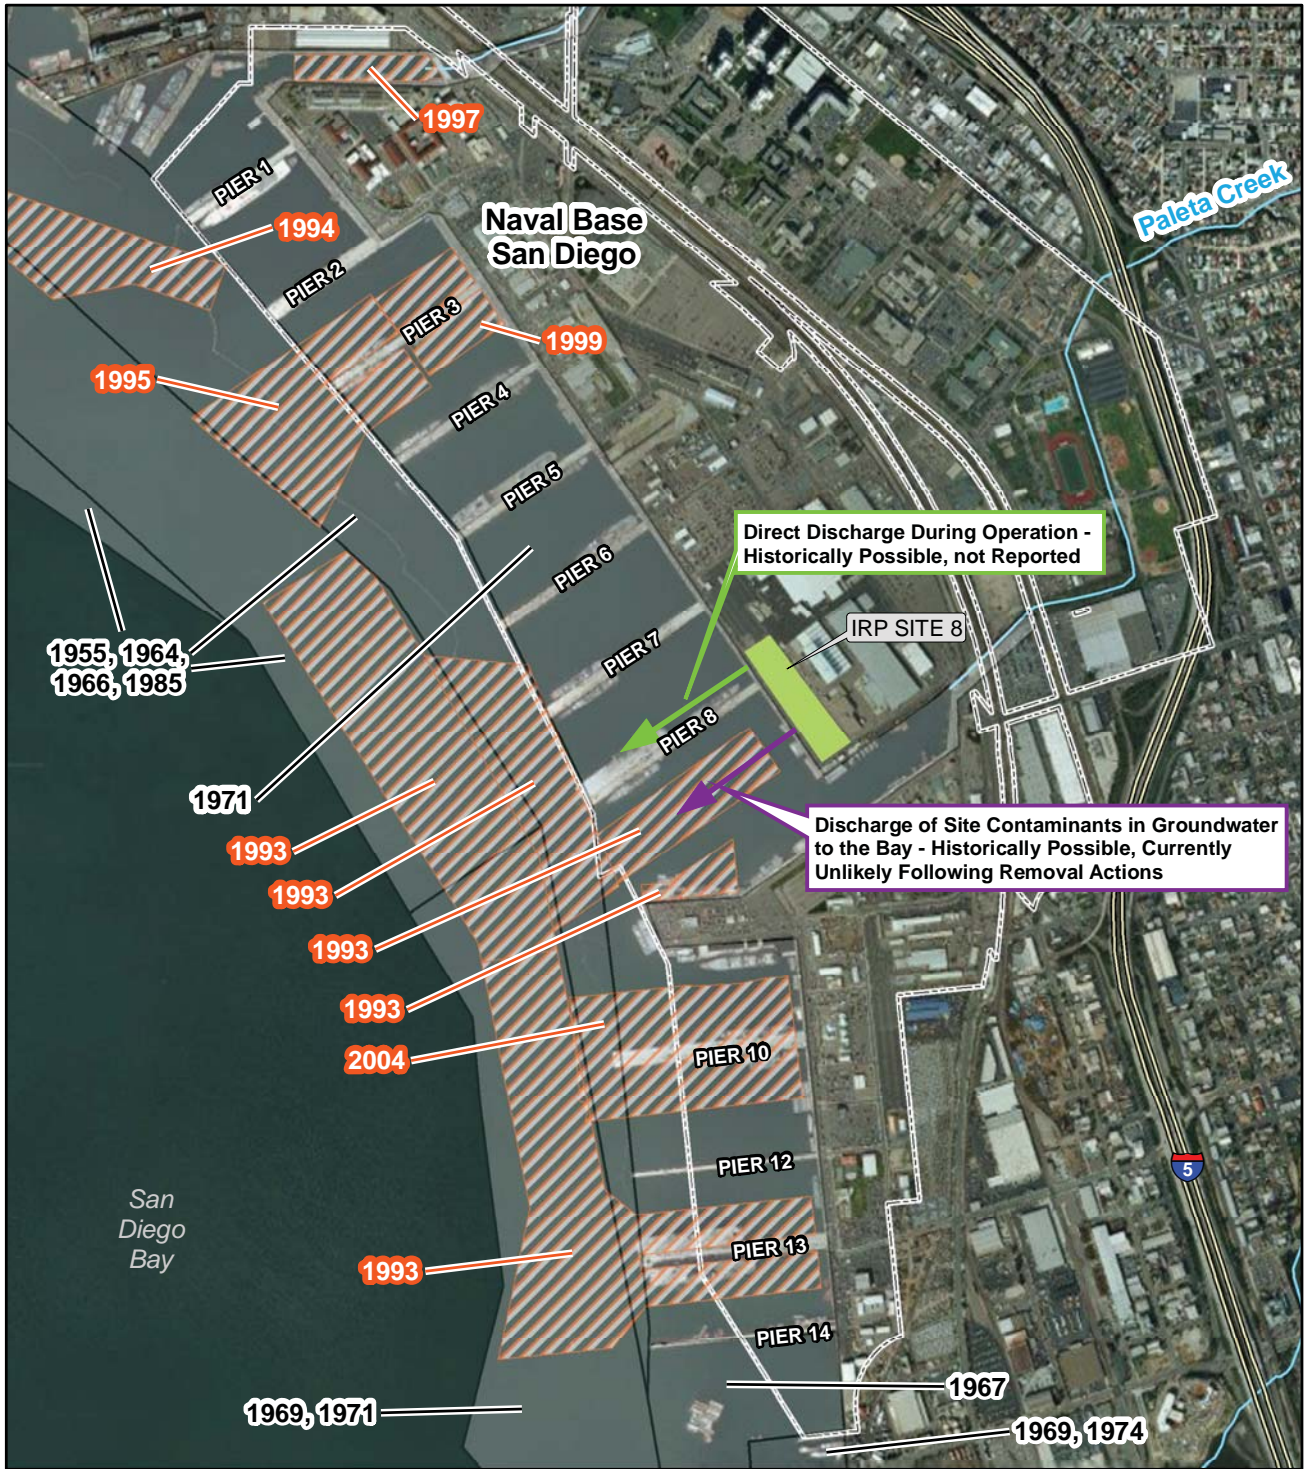 1997
PIER 1
Paleta Creek
Naval Base
San Diego
1994
PIER 2
PIER 3
1999
1995
PIER 4
PIER 5
Direct Discharge During Operation -
Historically Possible, not Reported
PIER 6
IRP SITE 8
1955, 1964,
1966, 1985
PIER 7
PIER 8
1971
Discharge of Site Contaminants in Groundwater
to the Bay - Historically Possible, Currently
Unlikely Following Removal Actions
1993
1993
1993
1993
2004
PIER 10
PIER 12
5
San
Diego
Bay
PIER 13
1993
PIER 14
1967
1969, 1971
1969, 1974